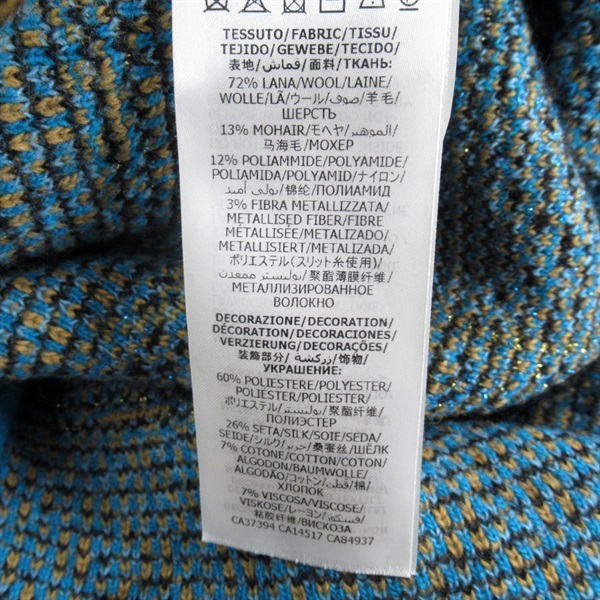 TESSUTO/FABRIC/TISSU/
TEJIDO/GEWEBE/TECIDO/
表地/قماش/面料/ТКАНЬ:
72% LANA/WOOL/LAINE/
WOLLE/LÃ/ウール/صوف/羊毛/
ШЕРСТЬ
13% MOHAIR/モヘヤ/الموهير/
马海毛/МОХЕР
12% POLIAMMIDE/POLYAMIDE/
POLIAMIDA/POLYAMID/ナイロン/
بولي أميد/锦纶/ПОЛИАМИД
3% FIBRA METALLIZZATA/
METALLISED FIBER/FIBRE
MÉTALLISÉE/METALIZADO/
METALLISIERT/METALIZADA/
ポリエステル(スリット糸使用)/
بوليستر ممعدن/聚酯薄膜纤维/
МЕТАЛЛИЗИРОВАННОЕ
ВОЛОКНО
DECORAZIONE/DECORATION/
DÉCORATION/DECORACIONES/
VERZIERUNG/DECORAÇÕES/
装飾部分/زركشة/饰物/
УКРАШЕНИЕ:
60% POLIESTERE/POLYESTER/
POLIÉSTER/POLIESTER/
ポリエステル/بوليستر/聚酯纤维/
ПОЛИЭСТЕР
26% SETA/SILK/SOIE/SEDA/
SEIDE/シルク/حرير/桑蚕丝/ШЁЛК
7% COTONE/COTTON/COTON/
ALGODON/BAUMWOLLE/
ALGODÃO/コットン/قطن/棉/
ХЛОПОК
7% VISCOSA/VISCOSE/
VISKOSE/レーヨン/فسكوز/
粘胶纤维/ВИСКОЗА
CA37394 CA14517 CA84937